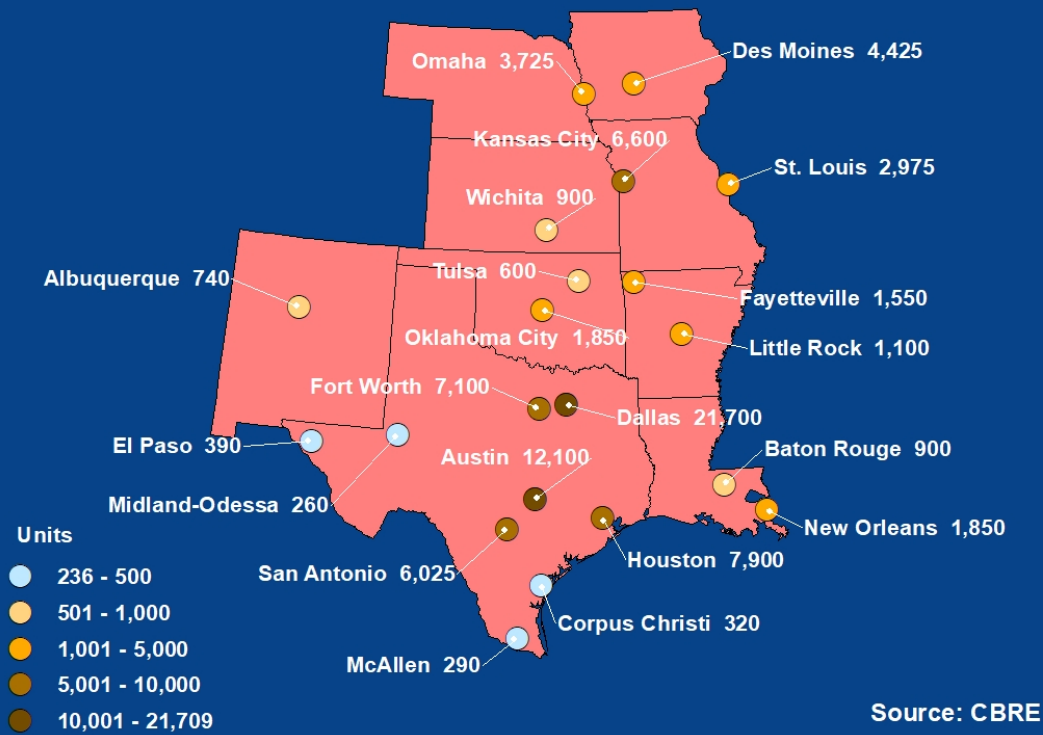 Des Moines 4,425
Omaha 3,725
Kansas City 6,600
St. Louis 2,975
Wichita 900
Albuquerque 740
Tulsa 600
Fayetteville 1,550
Oklahoma City 1,850
Little Rock 1,100
Fort Worth 7,100
Dallas 21,700
El Paso 390
Austin 12,100
Baton Rouge 900
Midland-Odessa 260
New Orleans 1,850
Houston 7,900
San Antonio 6,025
Corpus Christi 320
McAllen 290
Units
236 - 500
501 - 1,000
1,001 - 5,000
5,001 - 10,000
10,001 - 21,709
Source: CBRE